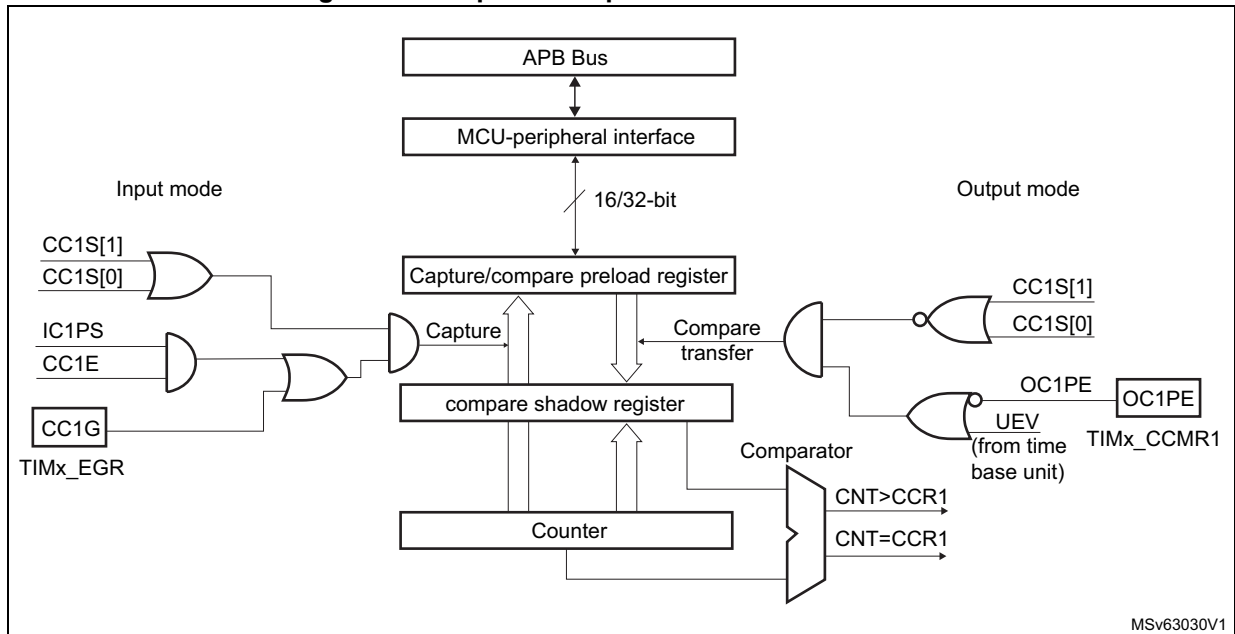 APB Bus
MCU-peripheral interface
Input mode
16/32-bit
Output mode
CC1S[1]
CC1S[0]
Capture/compare preload register
CC1S[1]
CC1S[0]
IC1PS
CC1E
Capture
Compare
transfer
CC1G
TIMx_EGR
compare shadow register
OC1PE
OC1PE
TIMx_CCMR1
UEV
(from time
base unit)
Comparator
CNT>CCR1
CNT=CCR1
Counter
MSv63030V1